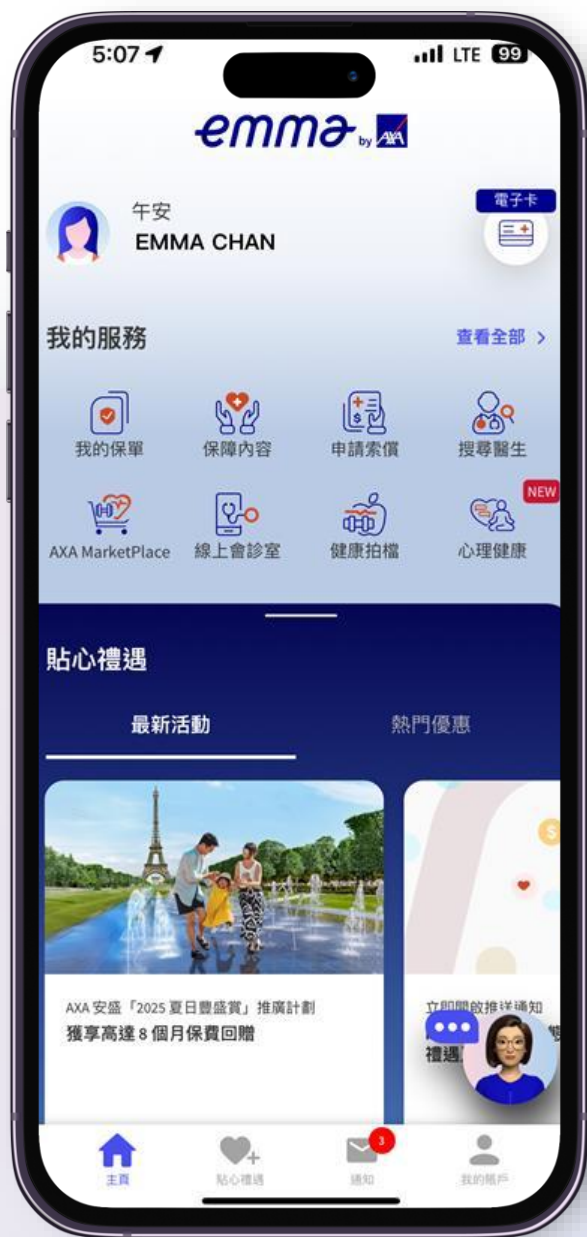 5:07
LTE 99
emma by AXA
電子卡
午安
EMMA CHAN
我的服務
查看全部 >
我的保單
保障內容
申請索償
搜尋醫生
NEW
AXA MarketPlace
線上會診室
健康拍檔
心理健康
貼心禮遇
最新活動
熱門優惠
AXA 安盛「2025 夏日豐盛賞」推廣計劃
獲享高達 8 個月保費回贈
立即開啟推送通知
禮遇
3
主頁
貼心禮遇
通知
我的賬戶